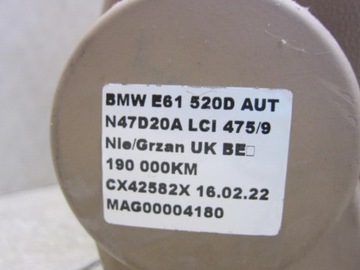 BMW E61 520D AUT
N47D20A LCI 475/9
Nie/Grzan UK BE□
190 000KM
CX42582X 16.02.22
MAG00004180